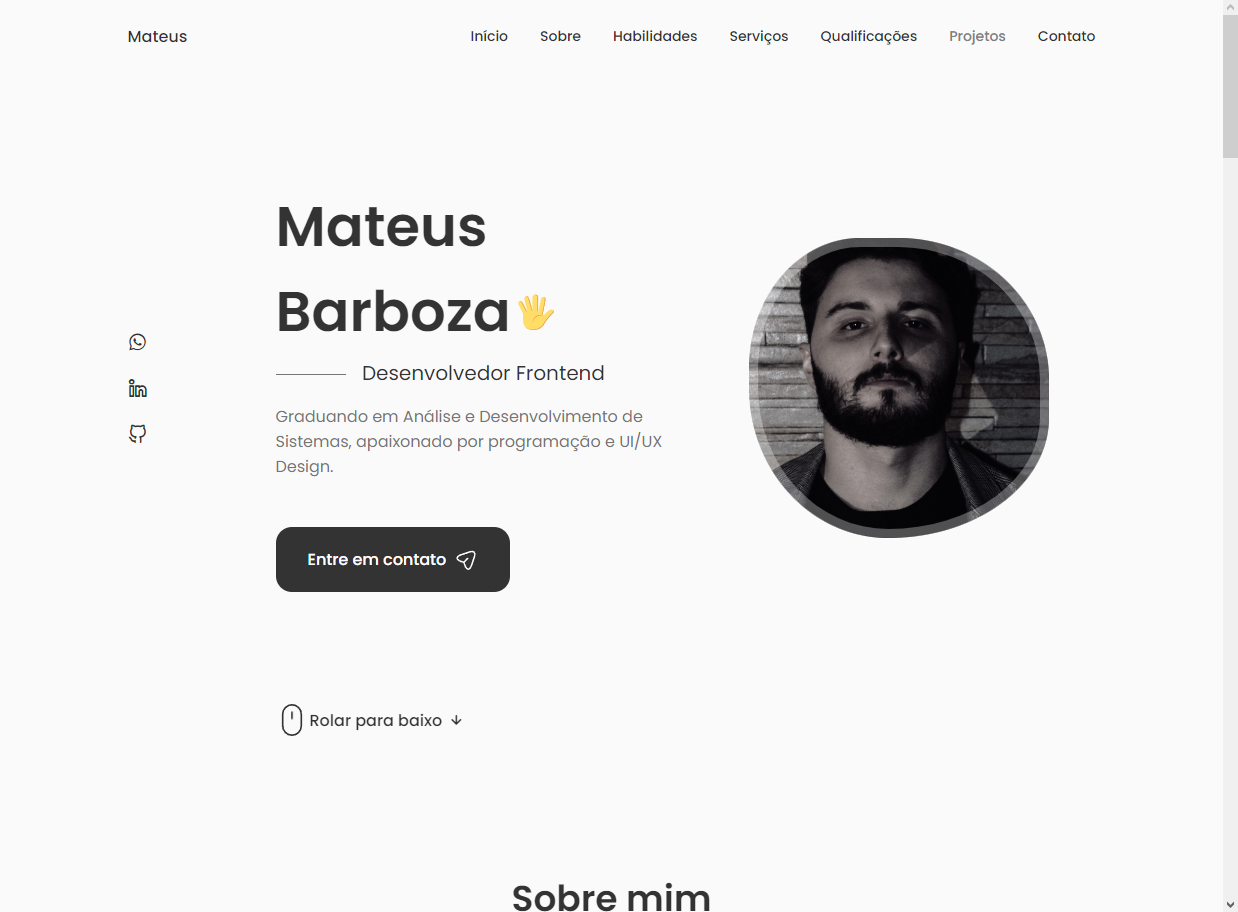 Mateus
Início Sobre Habilidades Serviços Qualificações Projetos Contato
Mateus
Barboza
Desenvolvedor Frontend
Graduando em Análise e Desenvolvimento de
Sistemas, apaixonado por programação e UI/UX
Design.
Entre em contato
Rolar para baixo
Sobre mim